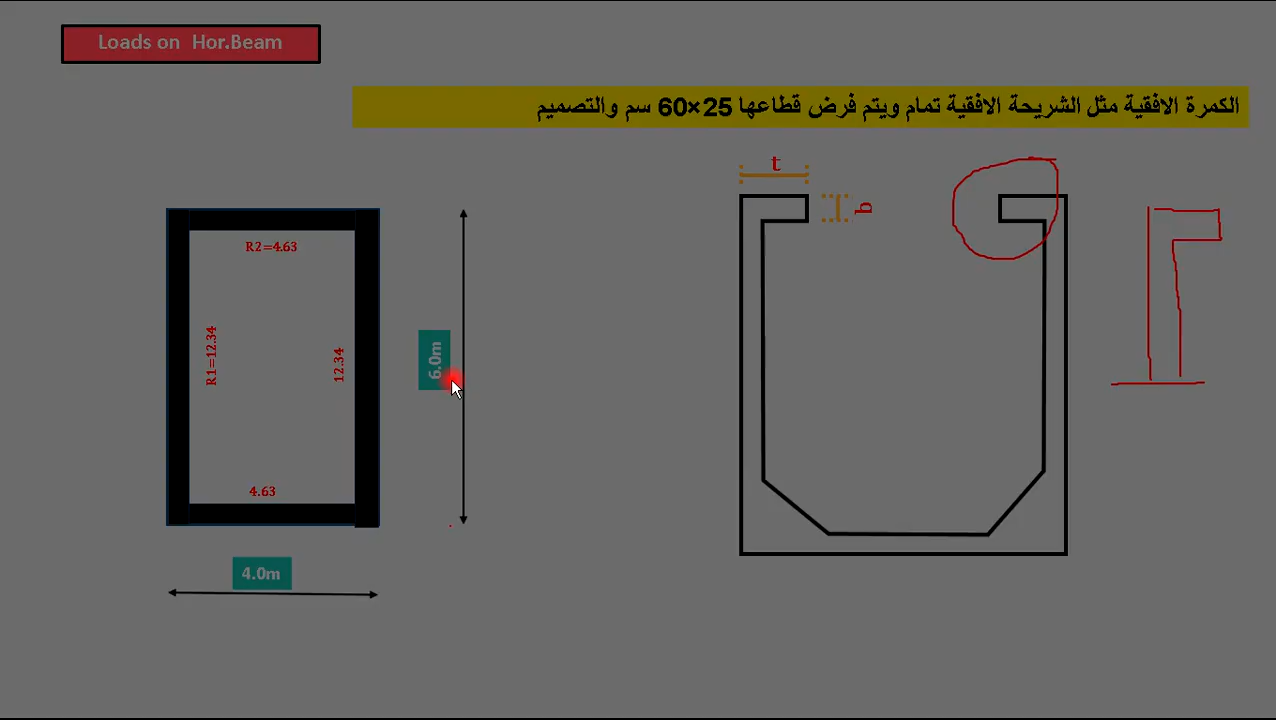 Loads on Hor.Beam
الكمرة الافقية مثل الشريحة الافقية تمام ويتم فرض قطاعها 25×60 سم والتصميم
t
b
R2=4.63
R1=12.34
12.34
6.0m
4.63
4.0m